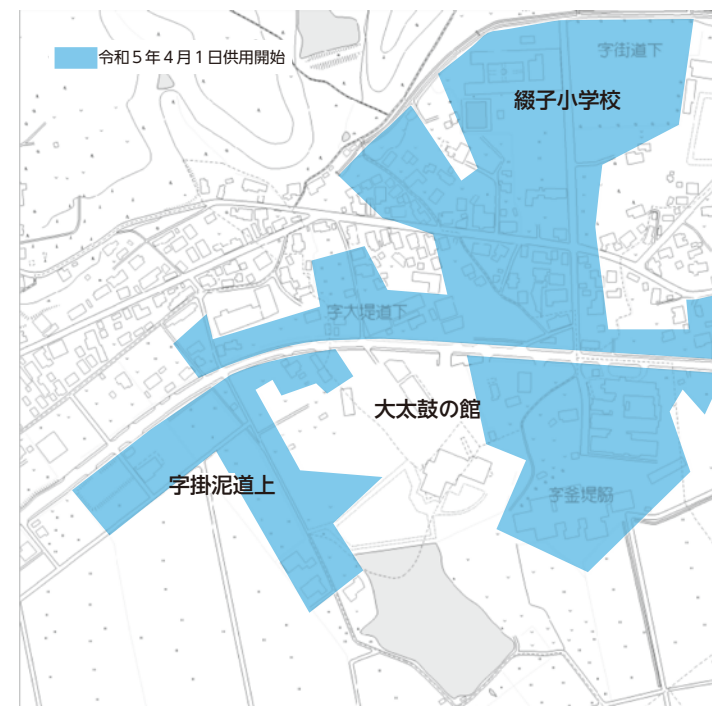 令和5年4月1日供用開始
字街道下
綴子小学校
字大堤道下
大太鼓の館
字掛泥道上
字釜堤脇